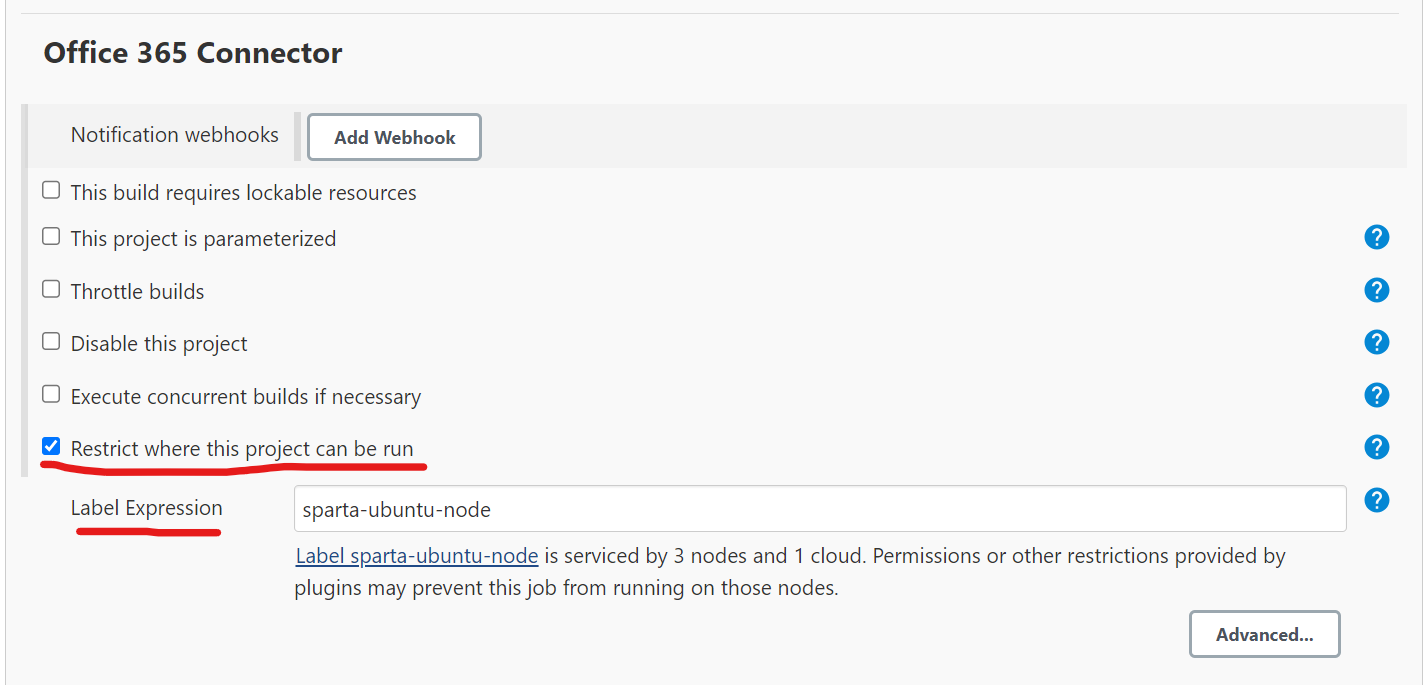 Office 365 Connector
Notification webhooks
Add Webhook
This build requires lockable resources
This project is parameterized
?
Throttle builds
?
Disable this project
?
Execute concurrent builds if necessary
?
Restrict where this project can be run
?
Label Expression
sparta-ubuntu-node
?
Label sparta-ubuntu-node is serviced by 3 nodes and 1 cloud. Permissions or other restrictions provided by
plugins may prevent this job from running on those nodes.
Advanced...